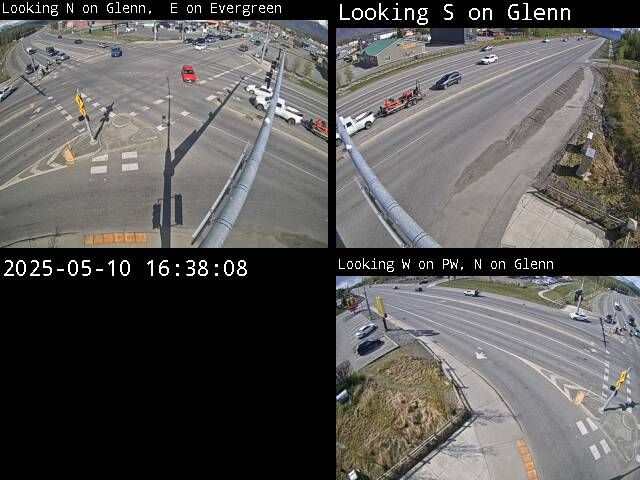 Looking N on Glenn, E on Evergreen
Looking S on Glenn
2025-05-10 16:38:08
Looking W on PW, N on Glenn